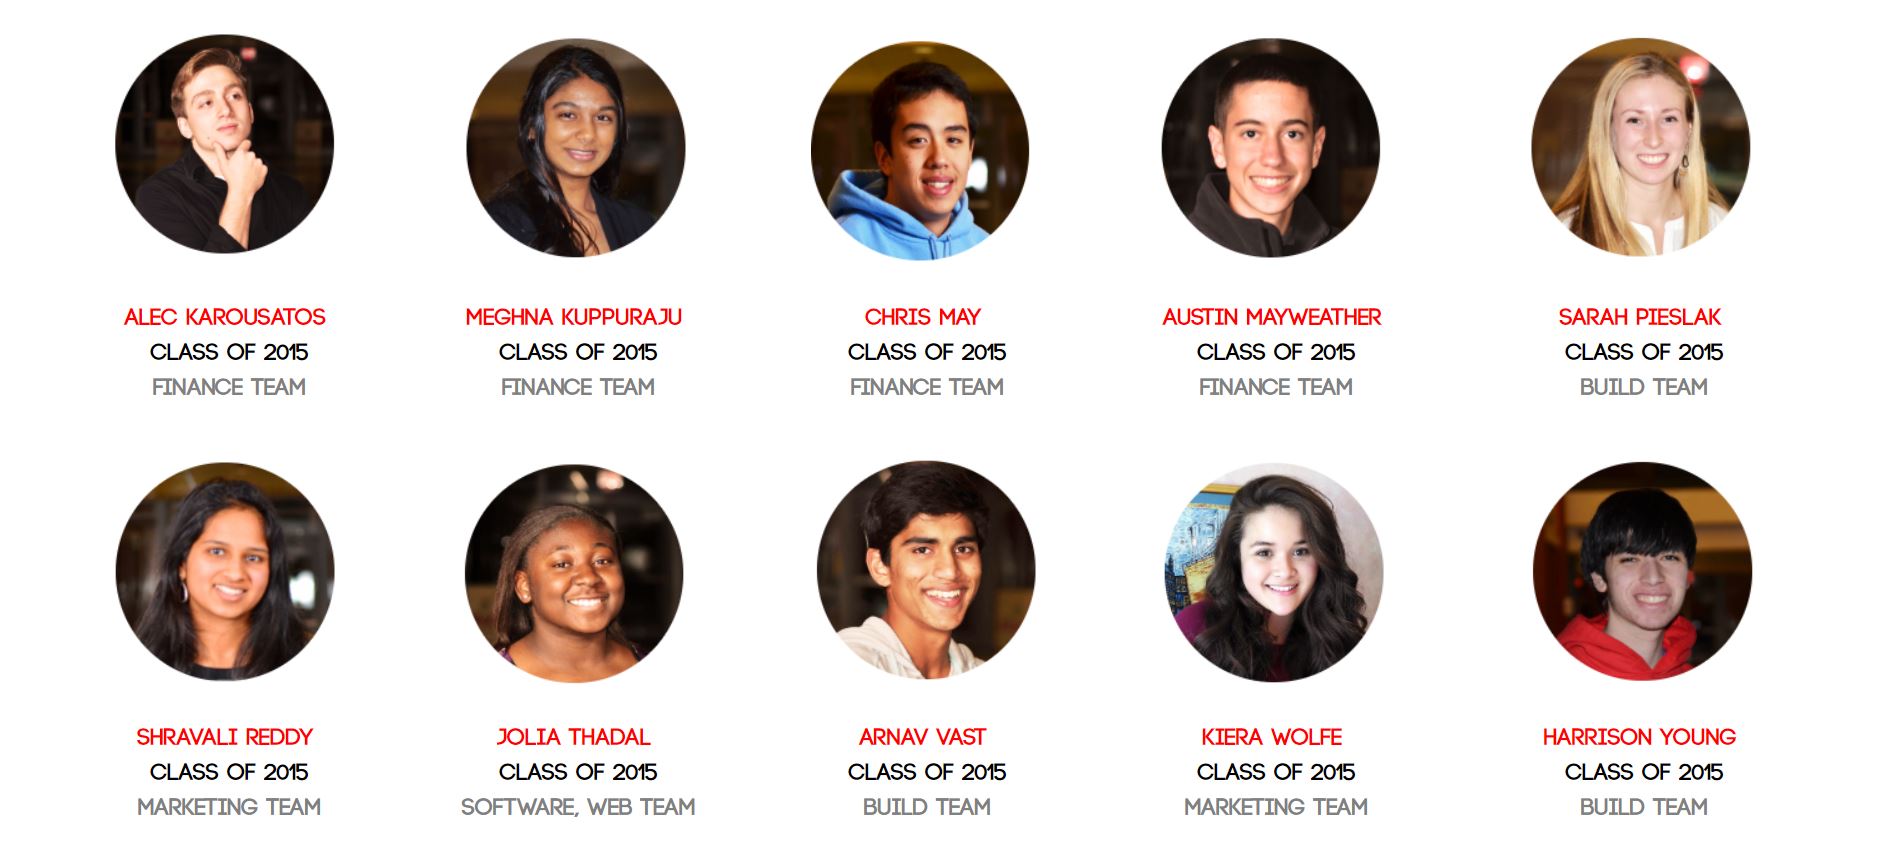 ALEC KAROUSATOS
CLASS OF 2015
FINANCE TEAM
MEGHNA KUPPURAJU
CLASS OF 2015
FINANCE TEAM
CHRIS MAY
CLASS OF 2015
FINANCE TEAM
AUSTIN MAYWEATHER
CLASS OF 2015
FINANCE TEAM
SARAH PIESLAK
CLASS OF 2015
BUILD TEAM
SHRAVALI REDDY
CLASS OF 2015
MARKETING TEAM
JOLIA THADAL
CLASS OF 2015
SOFTWARE, WEB TEAM
ARNAV VAST
CLASS OF 2015
BUILD TEAM
KIERA WOLFE
CLASS OF 2015
MARKETING TEAM
HARRISON YOUNG
CLASS OF 2015
BUILD TEAM